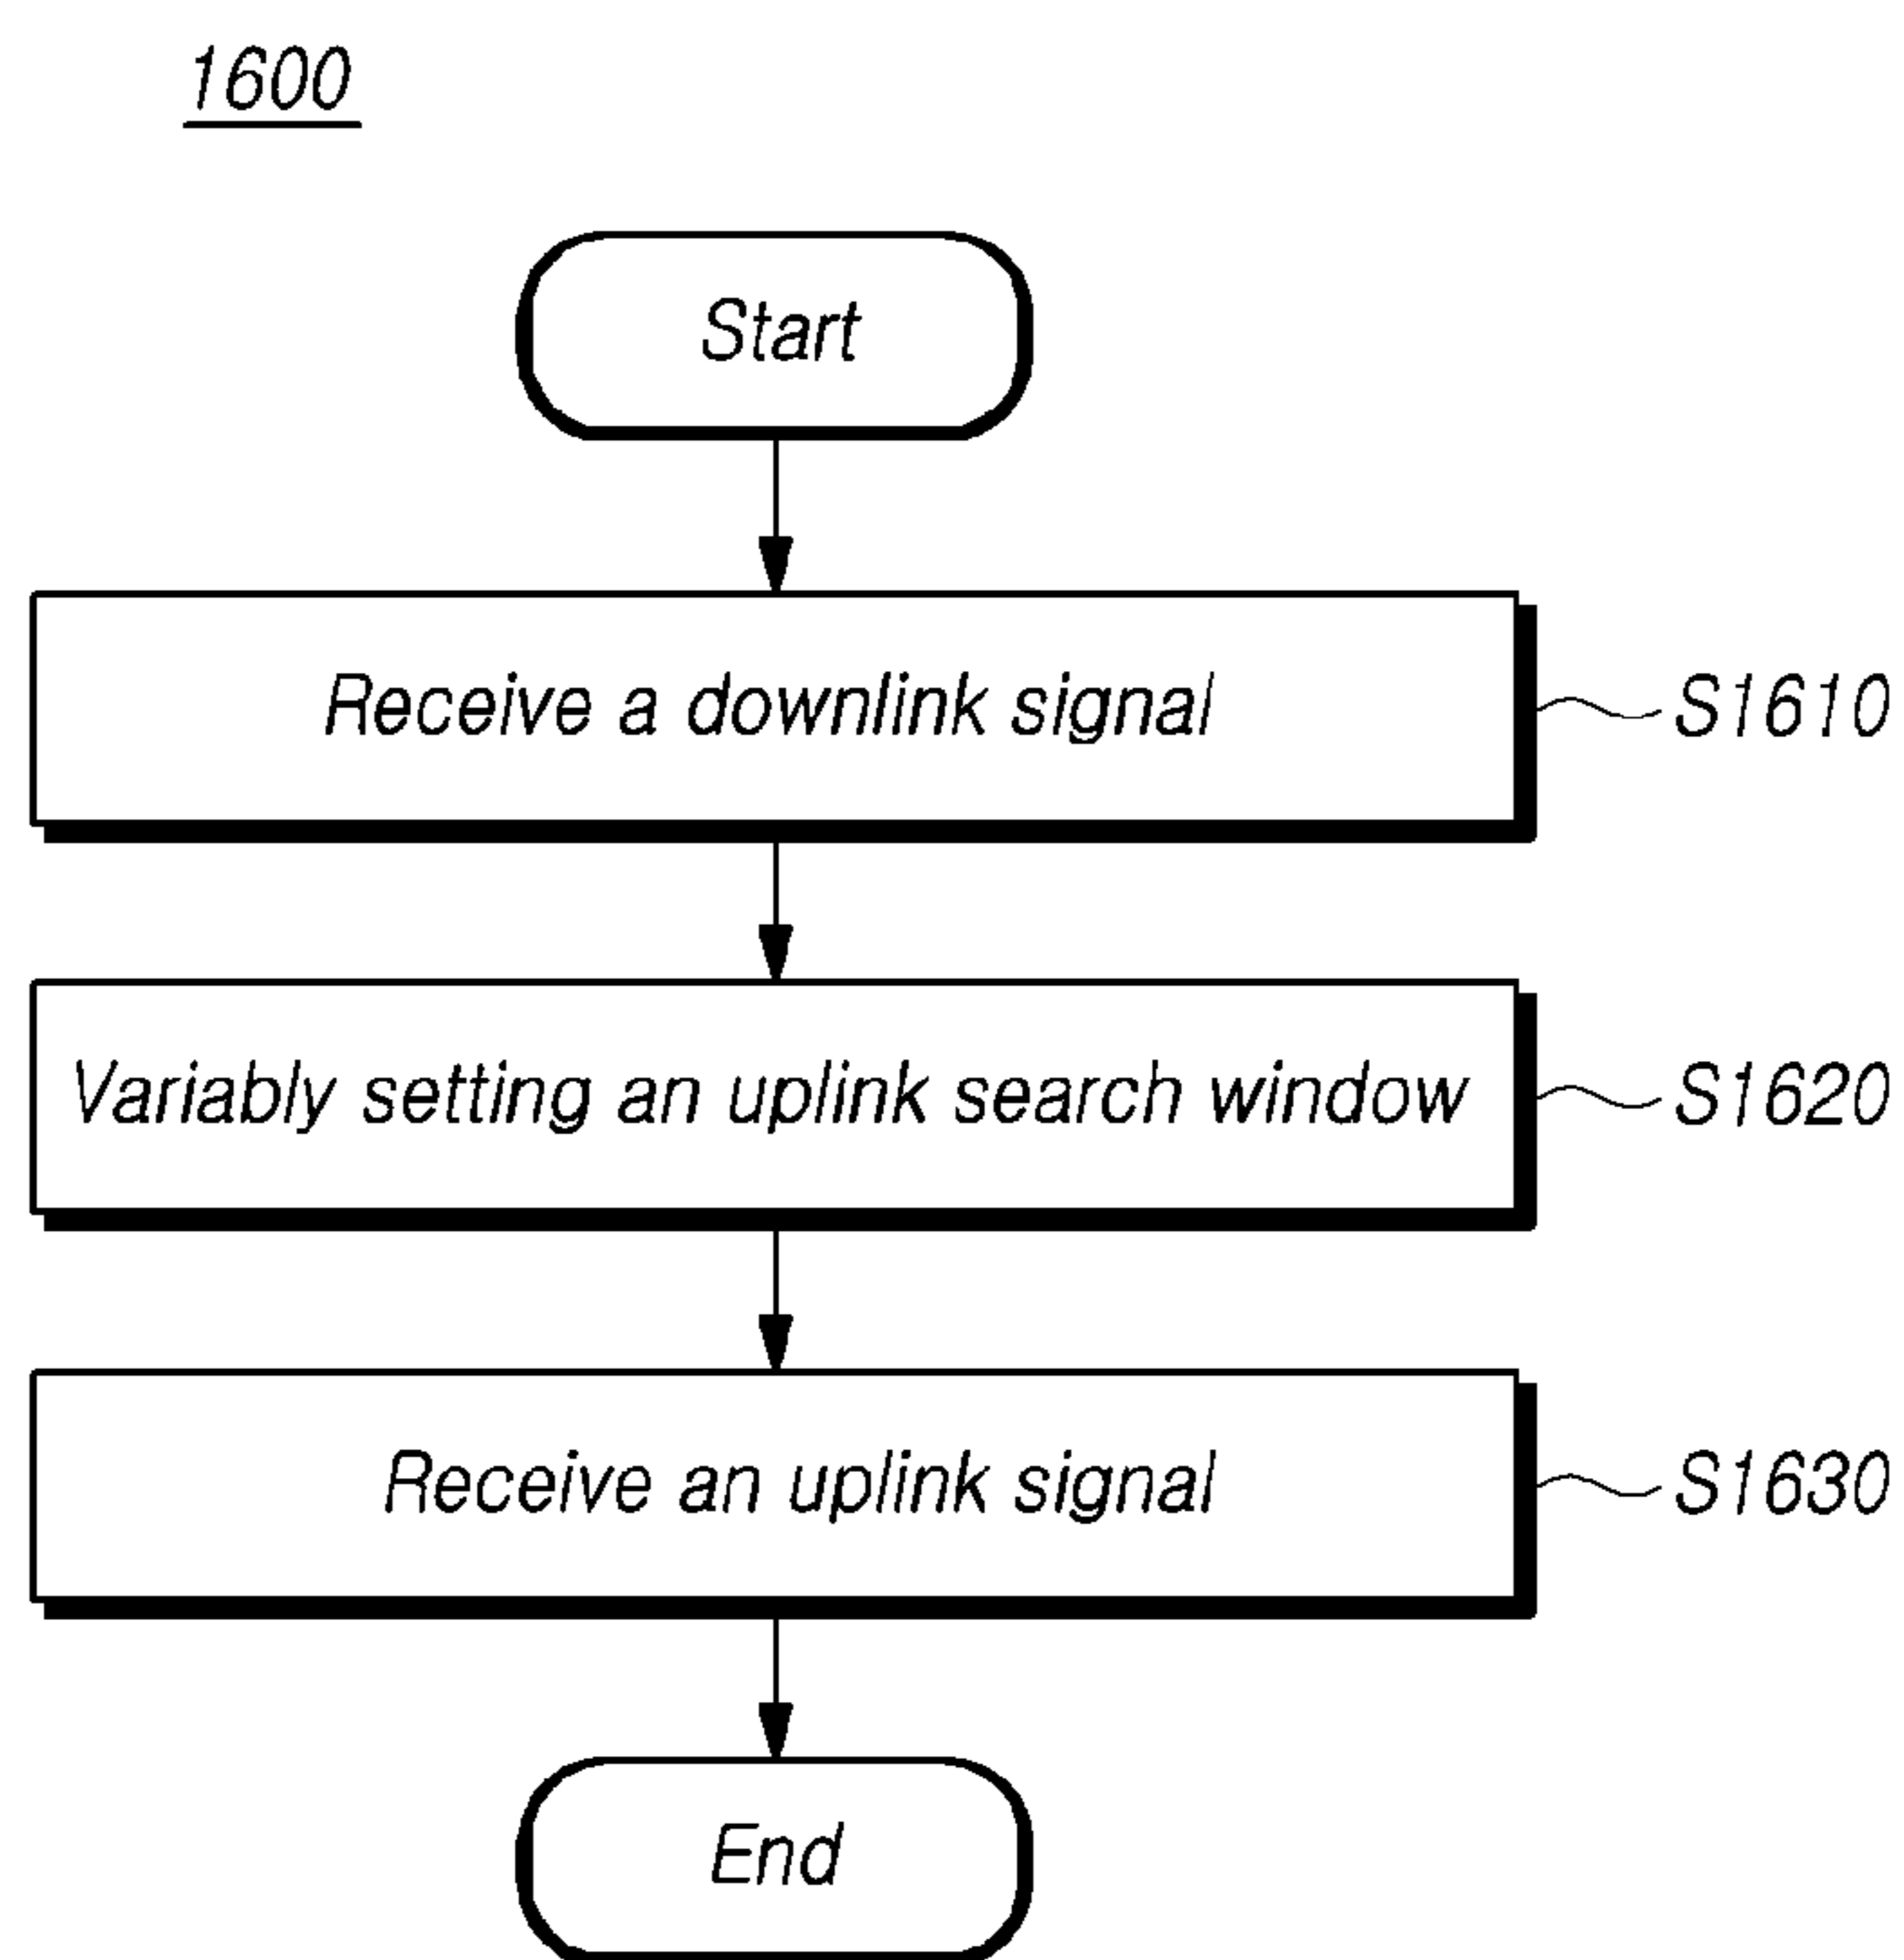 1600
Start
Receive a downlink signal
S1610
Variably setting an uplink search window
S1620
Receive an uplink signal
S1630
End